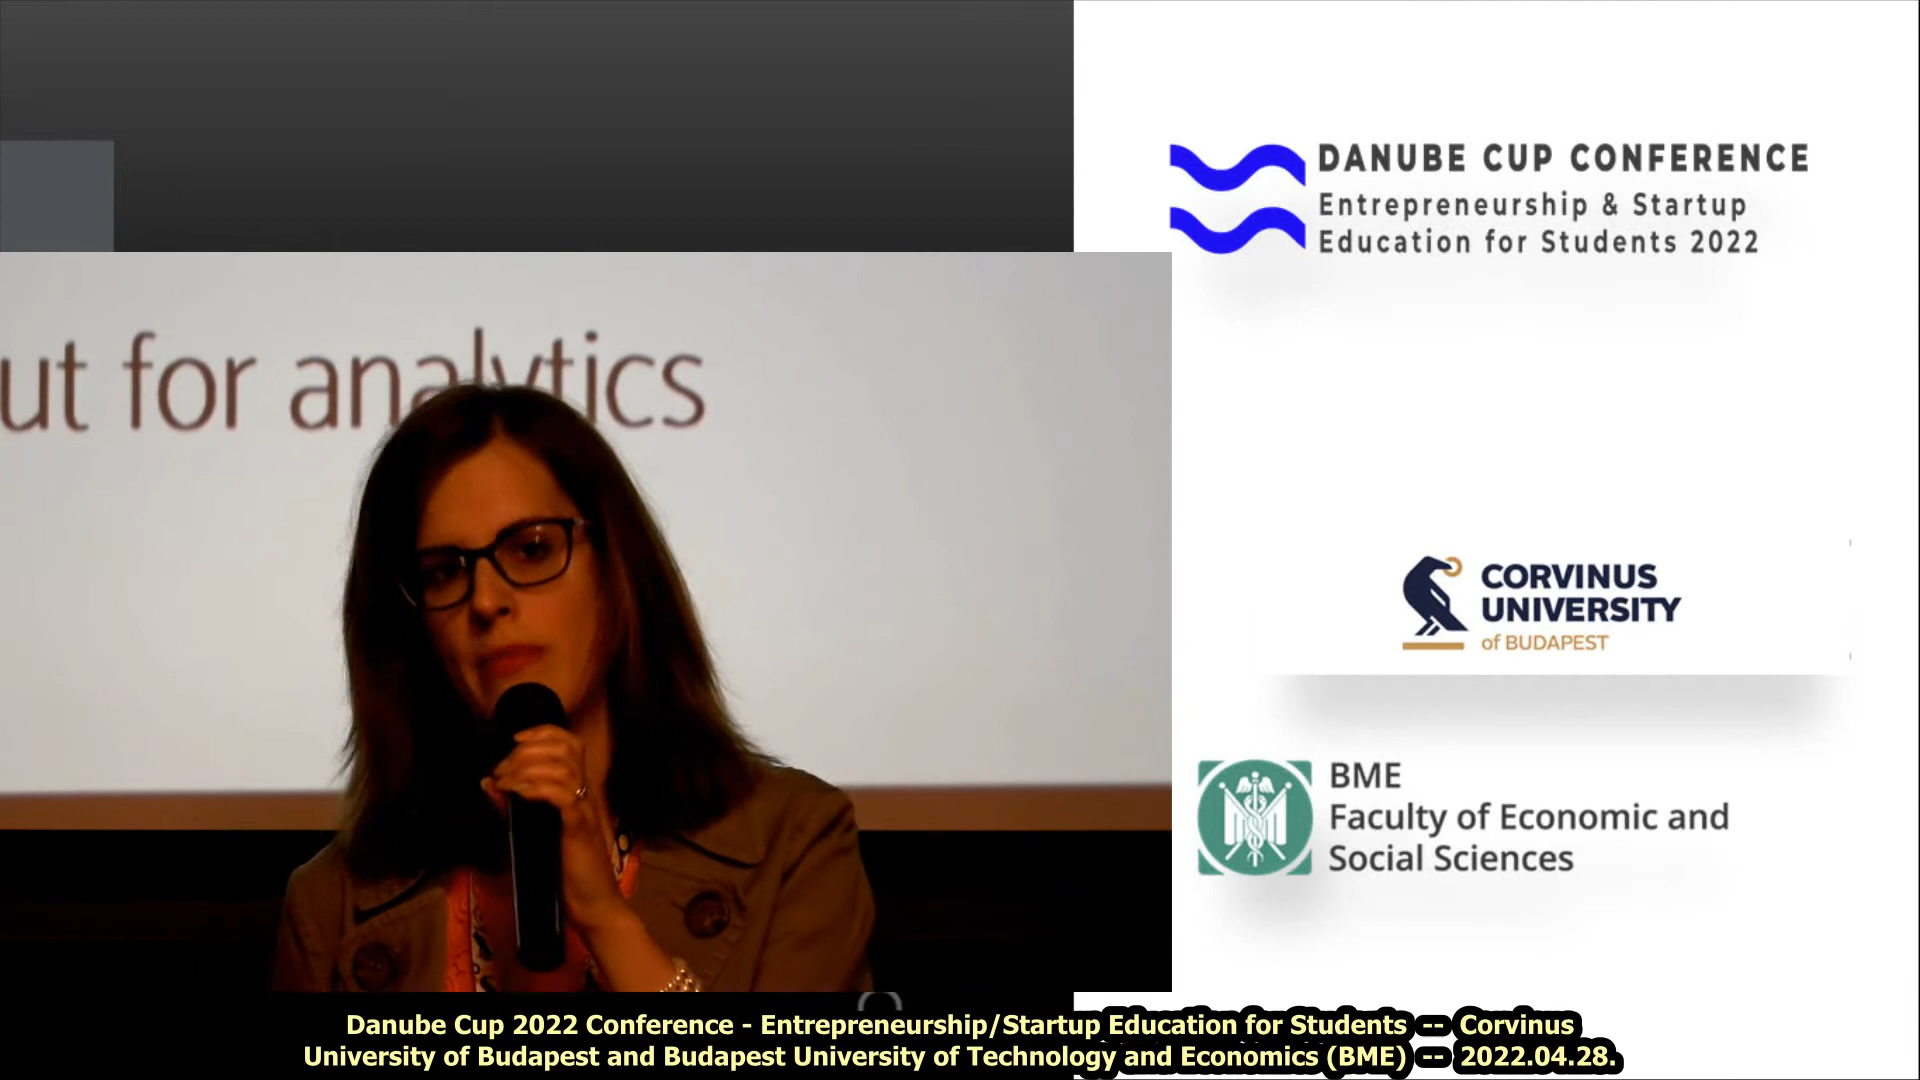 DANUBE CUP CONFERENCE
Entrepreneurship & Startup
Education for Students 2022
ut for analytics
CORVINUS
UNIVERSITY
of BUDAPEST
BME
Faculty of Economic and
Social Sciences
Danube Cup 2022 Conference - Entrepreneurship/Startup Education for Students -- Corvinus
University of Budapest and Budapest University of Technology and Economics (BME) -- 2022.04.28.